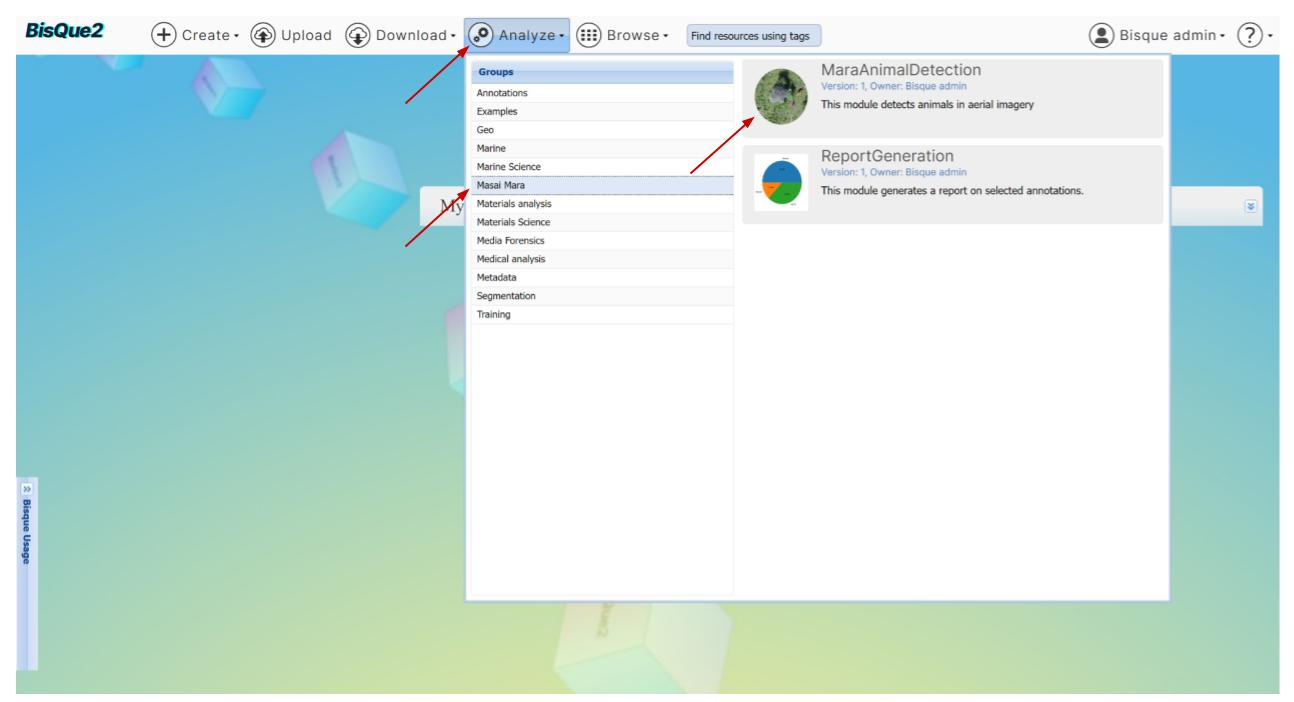 BisQue2
Create
Upload
Download
Analyze
Browse
Find resources using tags
Bisque admin
?
Groups
Annotations
Examples
Geo
Marine
Marine Science
Masai Mara
Materials analysis
Materials Science
Media Forensics
Medical analysis
Metadata
Segmentation
Training
MaraAnimalDetection
Version: 1, Owner: Bisque admin
This module detects animals in aerial imagery
ReportGeneration
Version: 1, Owner: Bisque admin
This module generates a report on selected annotations.
My
Bisque Usage